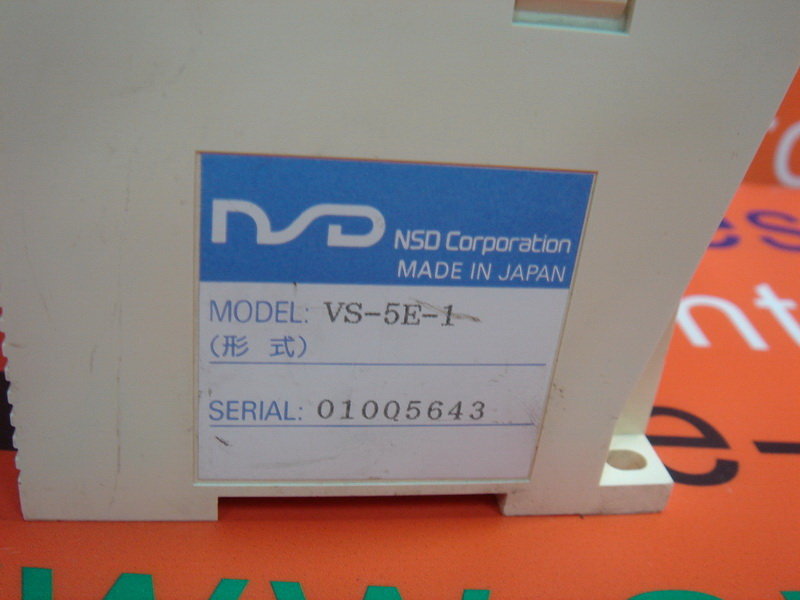 NSD NSD Corporation
MADE IN JAPAN
MODEL: VS-5E-1
(形 式)
SERIAL: 010Q5643